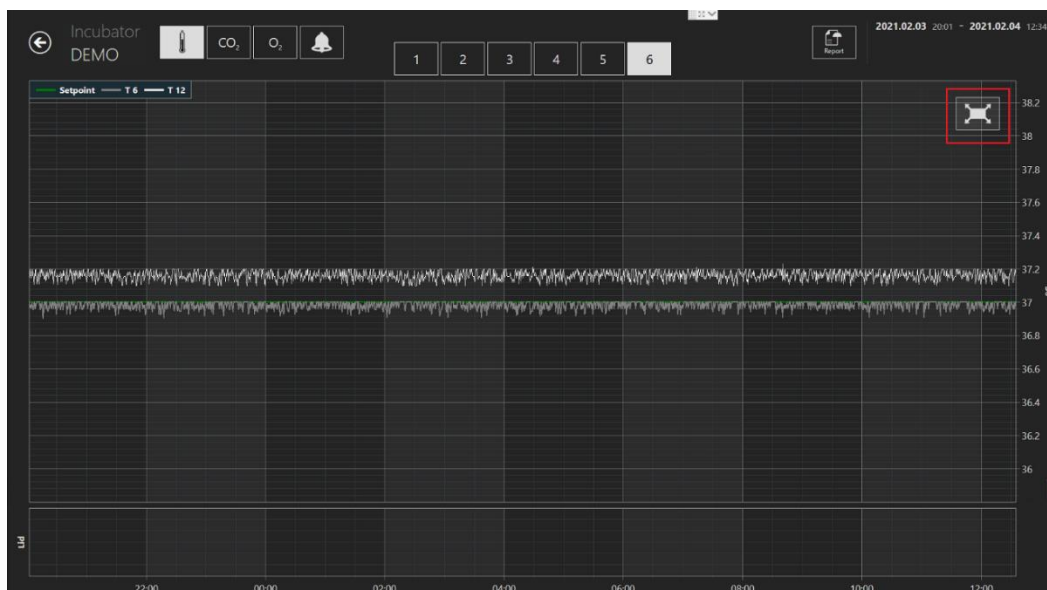 Incubator
DEMO
CO₂
O₂
1 2 3 4 5 6
Report
2021.02.03 20:01 - 2021.02.04 12:34
Setpoint T 6 T 12
38.2
38
37.8
37.6
37.4
37.2
37
36.8
36.6
36.4
36.2
36
Lid
22:00 00:00 02:00 04:00 06:00 08:00 10:00 12:00